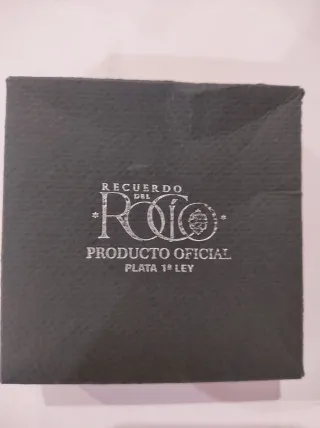 RECUERDO
DEL
ROCÍO
PRODUCTO OFICIAL
PLATA 1ª LEY